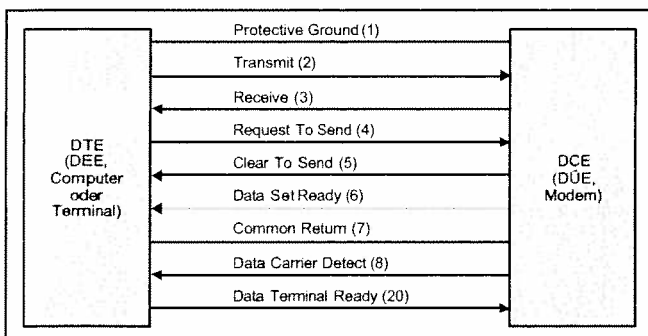 Protective Ground (1)
Transmit (2)
Receive (3)
Request To Send (4)
Clear To Send (5)
Data Set Ready (6)
Common Return (7)
Data Carrier Detect (8)
Data Terminal Ready (20)
DTE
(DEE,
Computer
oder
Terminal)
DCE
(DÜE,
Modem)